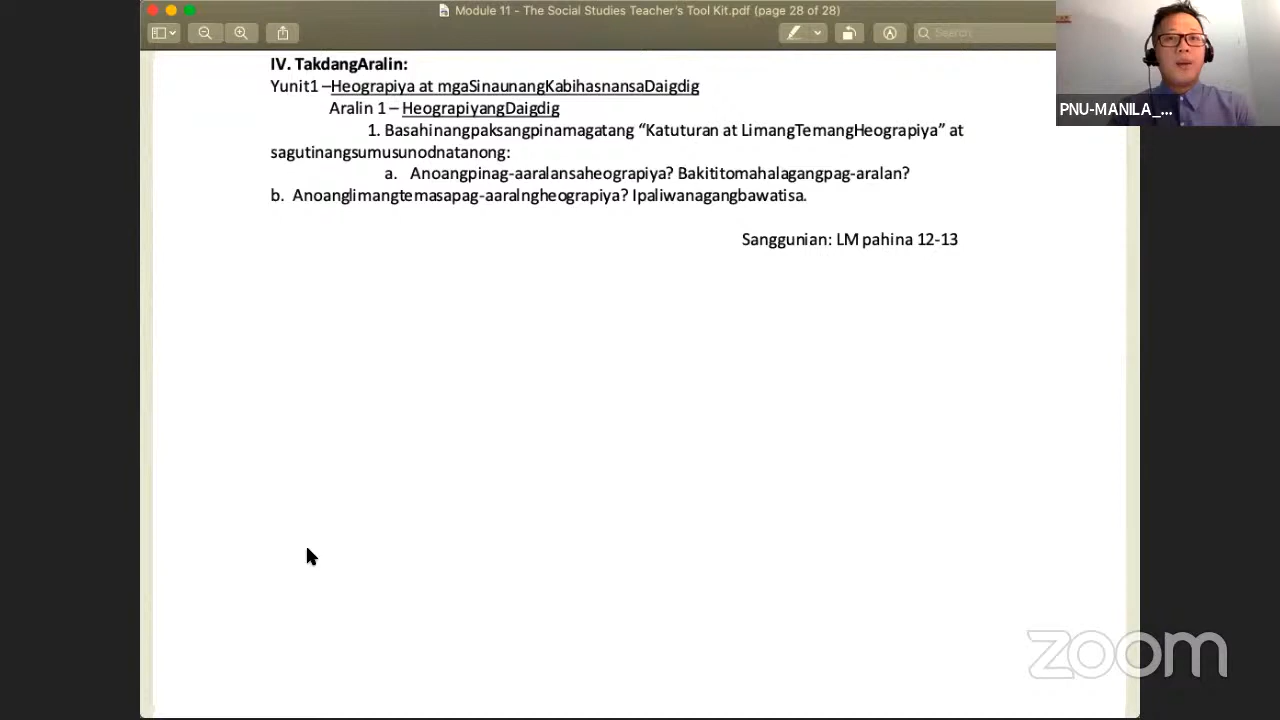 Module 11 - The Social Studies Teacher's Tool Kit.pdf (page 28 of 28)
Search
PNU-MANILA_...
IV. TakdangAralin:
Yunit1 –Heograpiya at mgaSinaunangKabihasnansaDaigdig
Aralin 1 – HeograpiyangDaigdig
1. Basahinangpaksangpinamagatang “Katuturan at LimangTemangHeograpiya” at
sagutinangsumusunodnatanong:
a. Anoangpinag-aaralansaheograpiya? Bakititomahalagangpag-aralan?
b. Anoanglimangtemasapag-aaralngheograpiya? Ipaliwanagangbawatisa.
Sanggunian: LM pahina 12-13
zoom